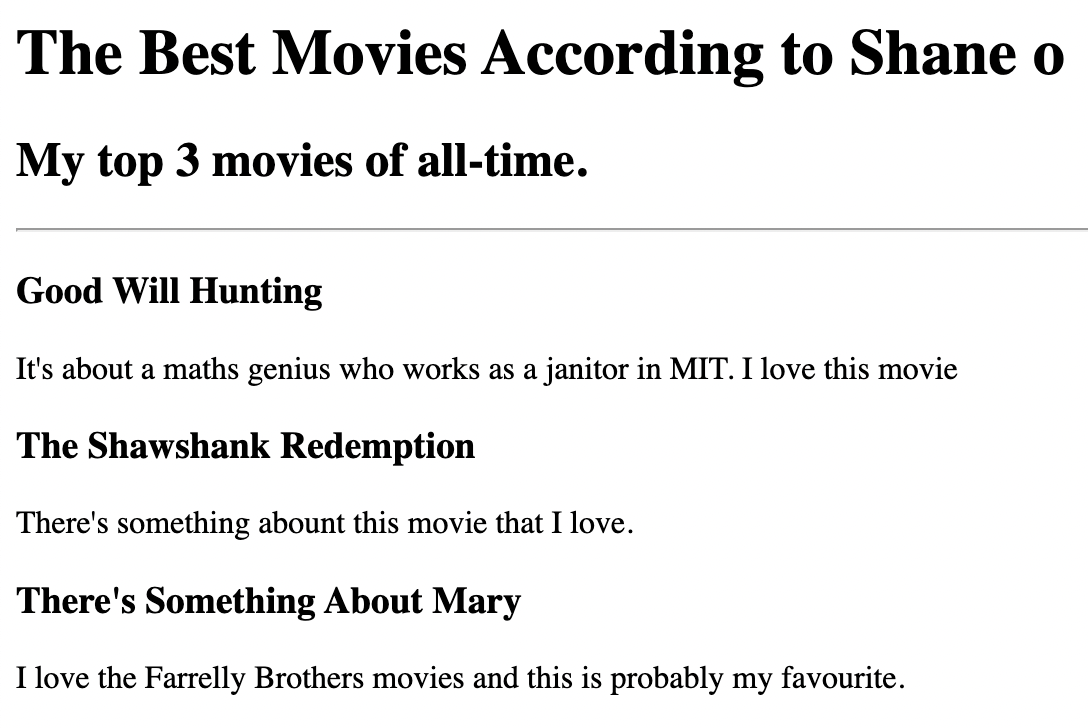 The Best Movies According to Shane o
My top 3 movies of all-time.
Good Will Hunting
It's about a maths genius who works as a janitor in MIT. I love this movie
The Shawshank Redemption
There's something abount this movie that I love.
There's Something About Mary
I love the Farrelly Brothers movies and this is probably my favourite.